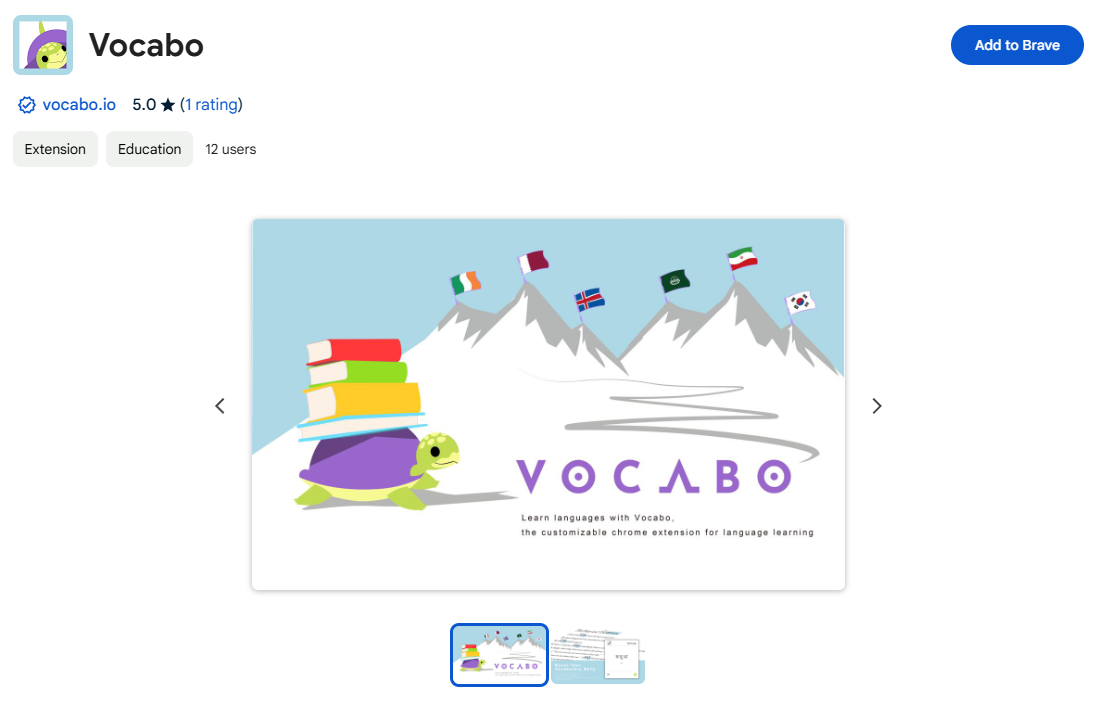 Vocabo
Add to Brave
vocabo.io 5.0 ★ (1 rating)
Extension Education 12 users
VOCABO
Learn languages with Vocabo,
the customizable chrome extension for language learning
VOCABO